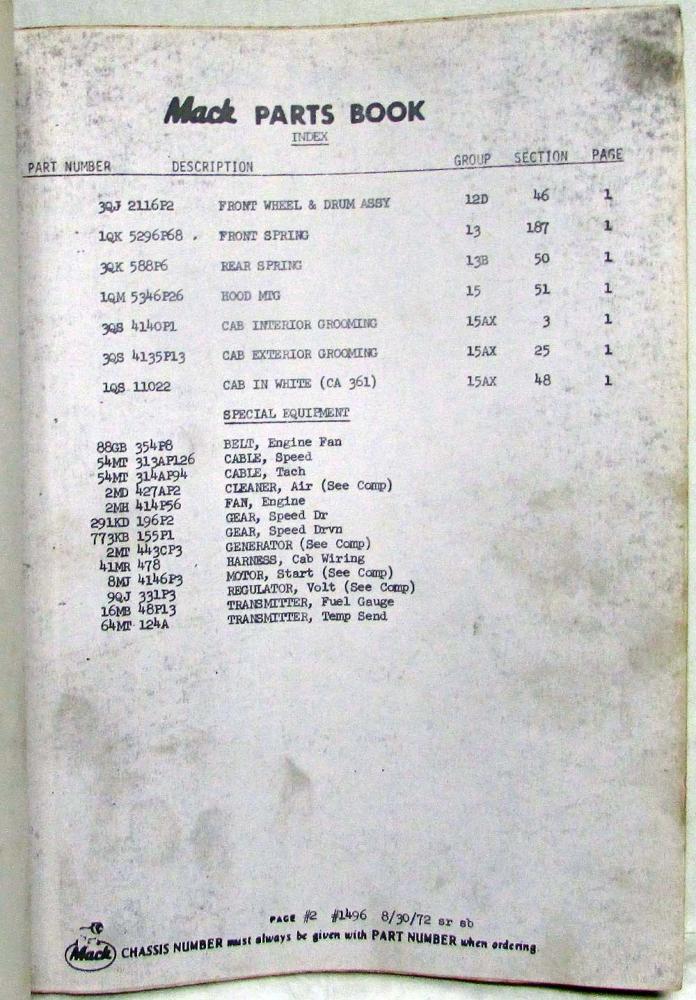 Mack PARTS BOOK
INDEX
PART NUMBER DESCRIPTION GROUP SECTION PAGE
3QJ 2116P2 FRONT WHEEL & DRUM ASSY 12D 46 1
1QK 5296P68 FRONT SPRING 13 187 1
3QK 588P6 REAR SPRING 13B 50 1
1QM 5346P26 HOOD MTG 15 51 1
3QS 4140P1 CAB INTERIOR GROOMING 15AX 3 1
3QS 4135P13 CAB EXTERIOR GROOMING 15AX 25 1
1QS 11022 CAB IN WHITE (CA 361) 15AX 48 1
SPECIAL EQUIPMENT
88GB 354P8 BELT, Engine Fan
54MT 313AP126 CABLE, Speed
54MT 314AP94 CABLE, Tach
2MD 427AP2 CLEANER, Air (See Comp)
2MH 414P56 FAN, Engine
291KD 196P2 GEAR, Speed Dr
773KB 155P1 GEAR, Speed Drvn
2MT 443CP3 GENERATOR (See Comp)
41MR 478 HARNESS, Cab Wiring
8MJ 4146P3 MOTOR, Start (See Comp)
9QJ 331P3 REGULATOR, Volt (See Comp)
16MB 48P13 TRANSMITTER, Fuel Gauge
64MT 124A TRANSMITTER, Temp Send
PAGE #2 #1496 8/30/72 sr sb
Mack CHASSIS NUMBER must always be given with PART NUMBER when ordering.